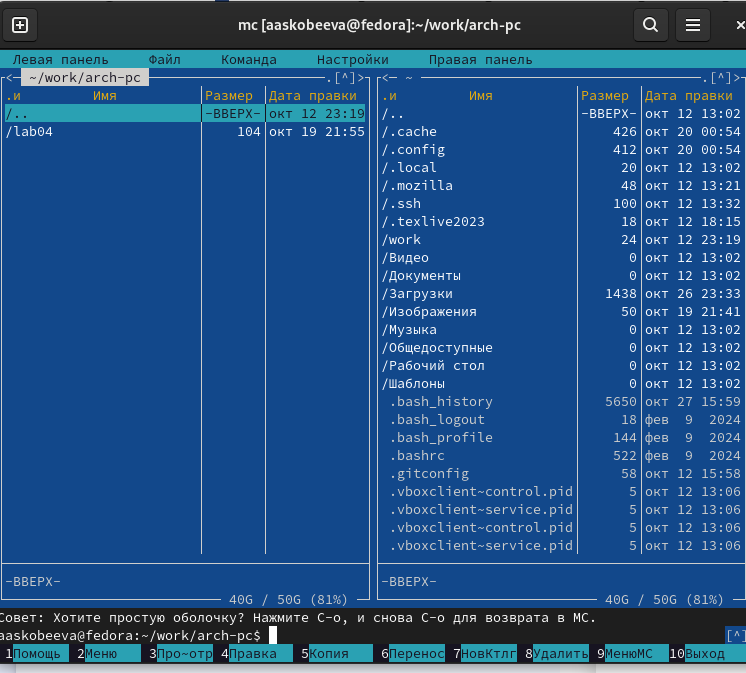 mc [aaskobeeva@fedora]:~/work/arch-pc
Левая панель Файл Команда Настройки Правая панель
<─ ~/work/arch-pc .[^]>
.и Имя Размер Дата правки
/.. -ВВЕРХ- окт 12 23:19
/lab04 104 окт 19 21:55
-ВВЕРХ-
40G / 50G (81%)
<─ ~ .[^]>
.и Имя Размер Дата правки
/.. -ВВЕРХ- окт 12 13:02
/.cache 426 окт 20 00:54
/.config 412 окт 20 00:54
/.local 20 окт 12 13:02
/.mozilla 48 окт 12 13:21
/.ssh 100 окт 12 13:32
/.texlive2023 18 окт 12 18:15
/work 24 окт 12 23:19
/Видео 0 окт 12 13:02
/Документы 0 окт 12 13:02
/Загрузки 1438 окт 26 23:33
/Изображения 50 окт 19 21:41
/Музыка 0 окт 12 13:02
/Общедоступные 0 окт 12 13:02
/Рабочий стол 0 окт 12 13:02
/Шаблоны 0 окт 12 13:02
.bash_history 5650 окт 27 15:59
.bash_logout 18 фев 9 2024
.bash_profile 144 фев 9 2024
.bashrc 522 фев 9 2024
.gitconfig 58 окт 12 15:58
.vboxclient~control.pid 5 окт 12 13:06
.vboxclient~service.pid 5 окт 12 13:06
.vboxclient~control.pid 5 окт 12 13:06
.vboxclient~service.pid 5 окт 12 13:06
-ВВЕРХ-
40G / 50G (81%)
Совет: Хотите простую оболочку? Нажмите C-o, и снова C-o для возврата в MC.
aaskobeeva@fedora:~/work/arch-pc$ [^]
1Помощь 2Меню 3Про~отр 4Правка 5Копия 6Перенос 7НовКтлг 8Удалить 9МенюMC 10Выход